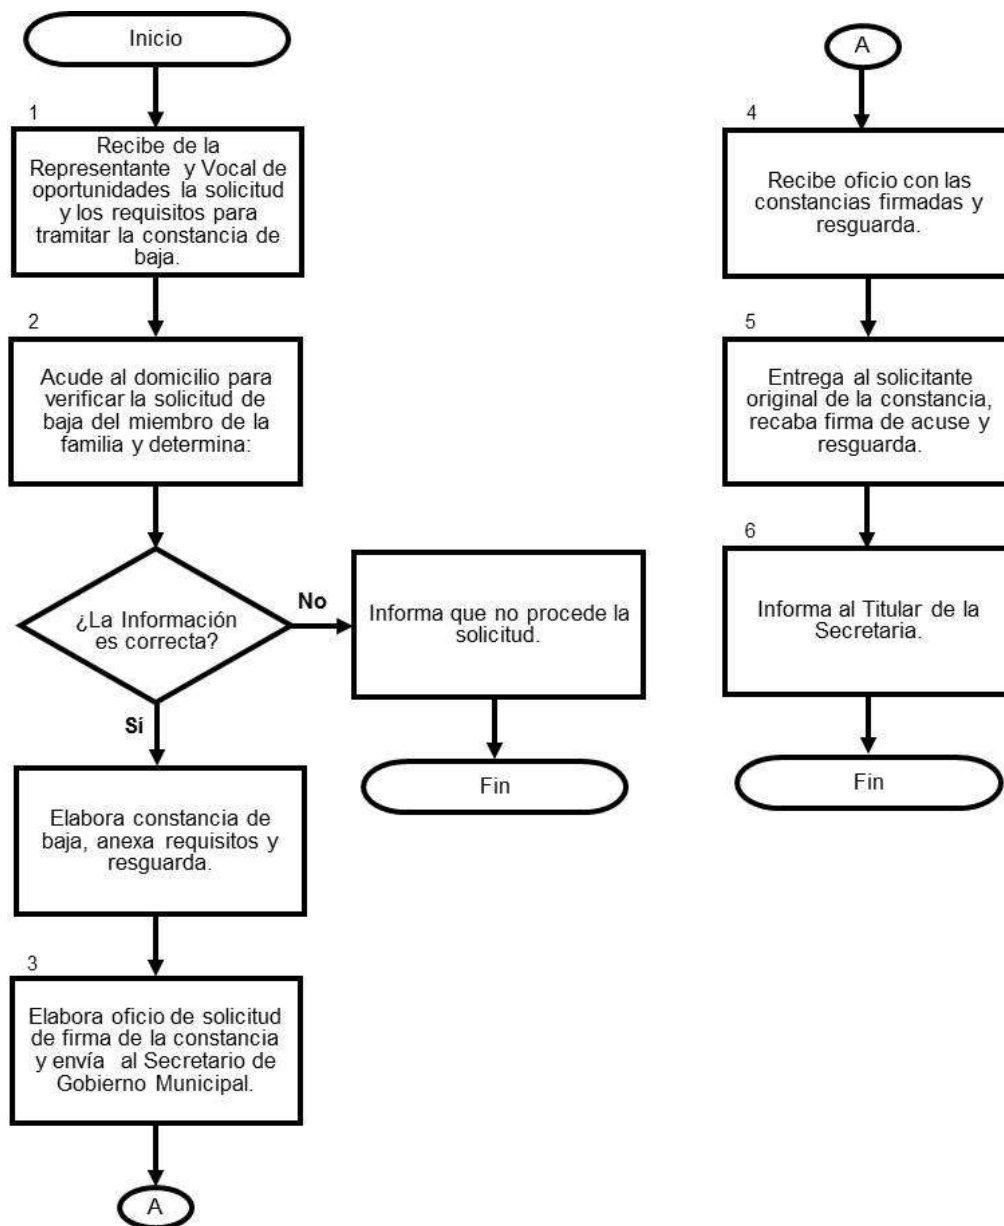 Inicio
1
Recibe de la
Representante y Vocal de
oportunidades la solicitud
y los requisitos para
tramitar la constancia de
baja.
2
Acude al domicilio para
verificar la solicitud de
baja del miembro de la
familia y determina:
¿La Información
es correcta?
No
Informa que no procede la
solicitud.
Fin
Sí
Elabora constancia de
baja, anexa requisitos y
resguarda.
3
Elabora oficio de solicitud
de firma de la constancia
y envía al Secretario de
Gobierno Municipal.
A
A
4
Recibe oficio con las
constancias firmadas y
resguarda.
5
Entrega al solicitante
original de la constancia,
recaba firma de acuse y
resguarda.
6
Informa al Titular de la
Secretaria.
Fin